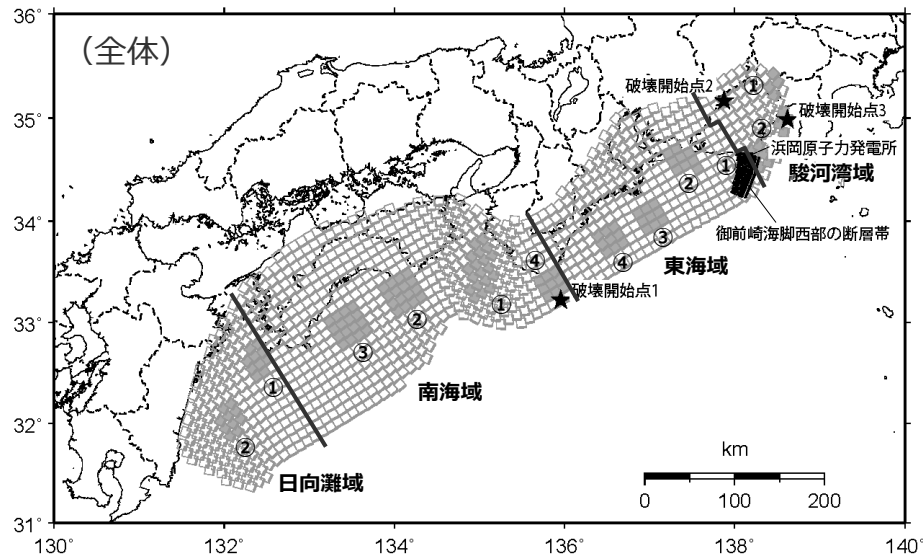 36°
（全体）
破壊開始点2
①
35°
破壊開始点3
②
浜岡原子力発電所
①
駿河湾域
②
34°
御前崎海脚西部の断層帯
③
④
④
東海域
破壊開始点1
①
33°
②
③
①
南海域
32°
②
日向灘域
km
0 100 200
31°
130 132 134 136 138 140°